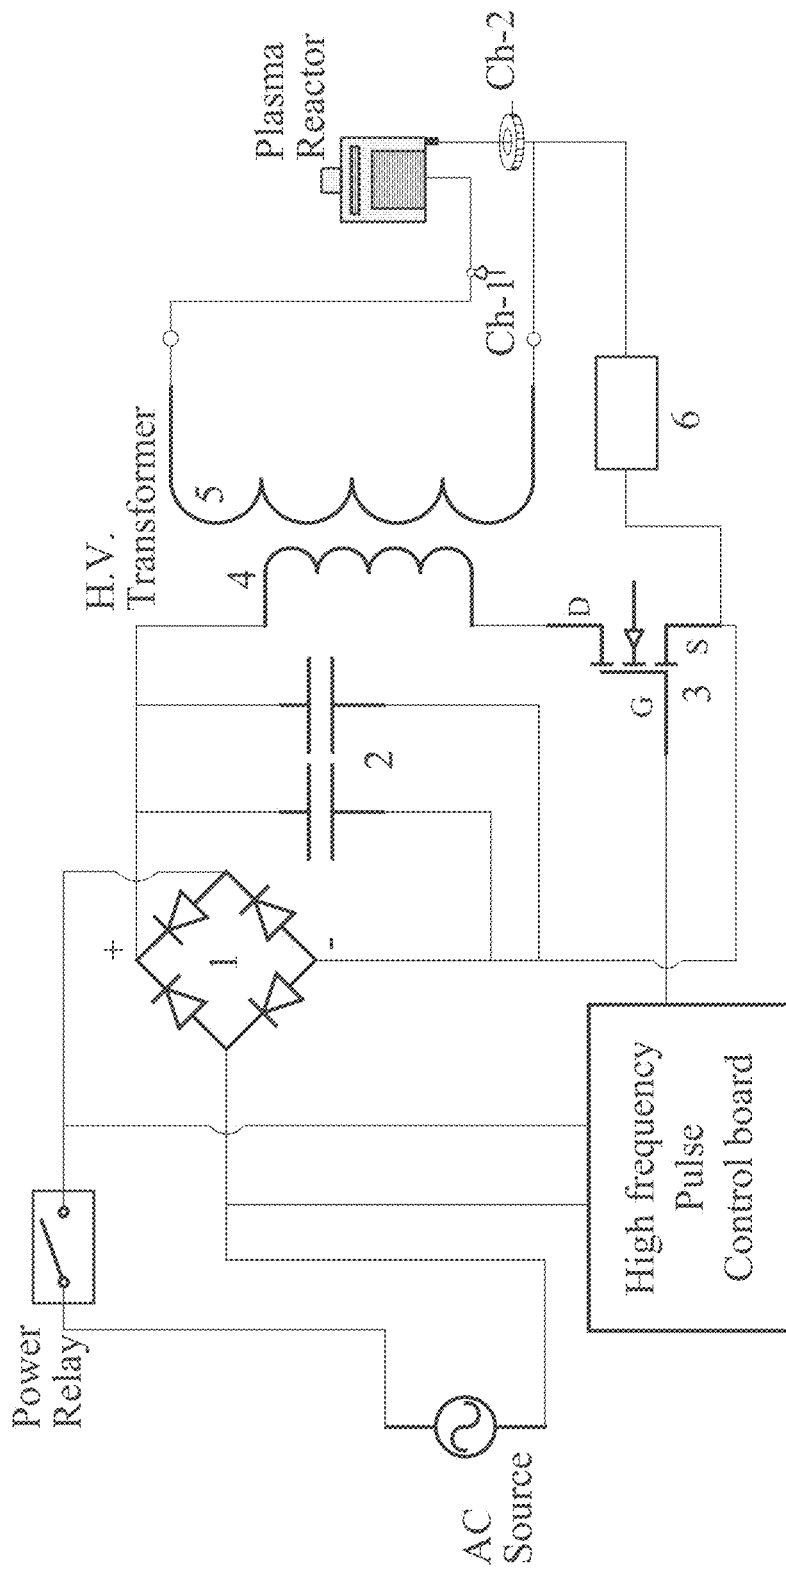 Power
Relay
AC
Source
High frequency
Pulse
Control board
+
1
-
2
H.V.
Transformer
4
5
G
D
S
3
6
Plasma
Reactor
Ch-1
Ch-2